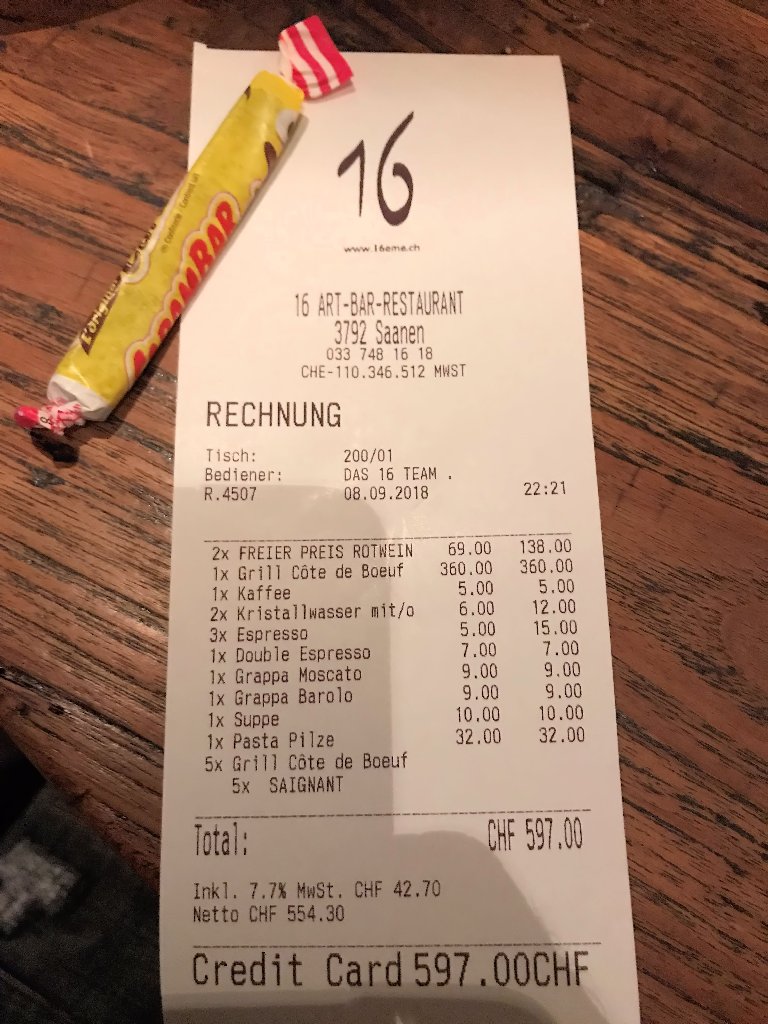 16
www.16eme.ch
L'original
CARAMBAR
16 ART-BAR-RESTAURANT
3792 Saanen
033 748 16 18
CHE-110.346.512 MWST
RECHNUNG
Tisch: 200/01
Bediener: DAS 16 TEAM .
R.4507 08.09.2018 22:21
2x FREIER PREIS ROTWEIN 69.00 138.00
1x Grill Côte de Boeuf 360.00 360.00
1x Kaffee 5.00 5.00
2x Kristallwasser mit/o 6.00 12.00
3x Espresso 5.00 15.00
1x Double Espresso 7.00 7.00
1x Grappa Moscato 9.00 9.00
1x Grappa Barolo 9.00 9.00
1x Suppe 10.00 10.00
1x Pasta Pilze 32.00 32.00
5x Grill Côte de Boeuf
5x SAIGNANT
Total: CHF 597.00
Inkl. 7.7% MwSt. CHF 42.70
Netto CHF 554.30
Credit Card 597.00CHF